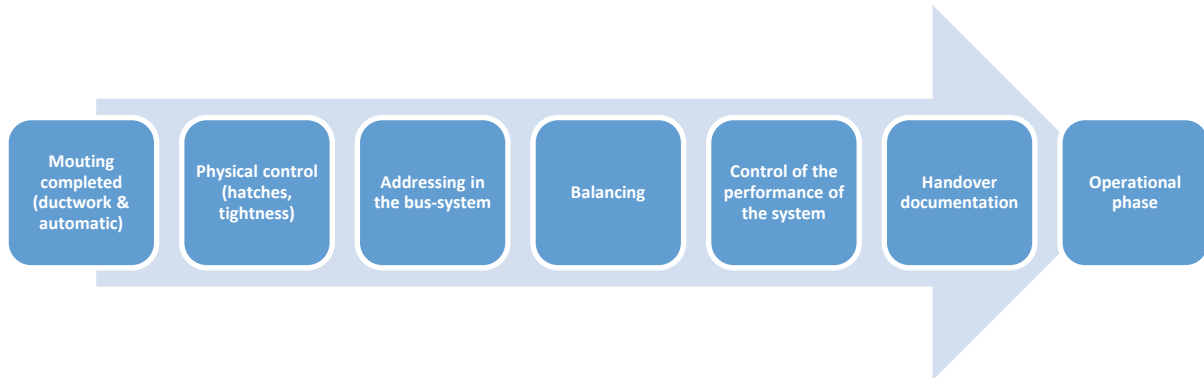 Mouting
completed
(ductwork &
automatic)
Physical control
(hatches,
tightness)
Addressing in
the bus-system
Balancing
Control of the
performance of
the system
Handover
documentation
Operational
phase